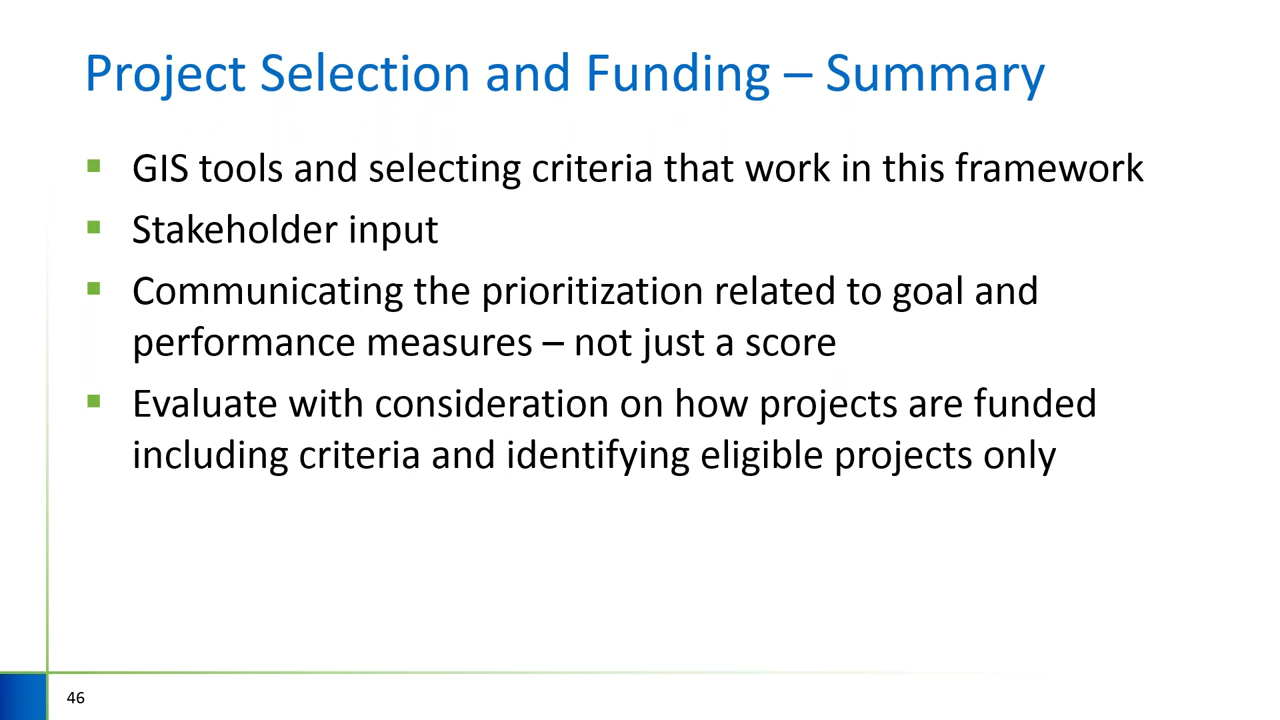 Project Selection and Funding – Summary
▪ GIS tools and selecting criteria that work in this framework
▪ Stakeholder input
▪ Communicating the prioritization related to goal and
performance measures – not just a score
▪ Evaluate with consideration on how projects are funded
including criteria and identifying eligible projects only
46